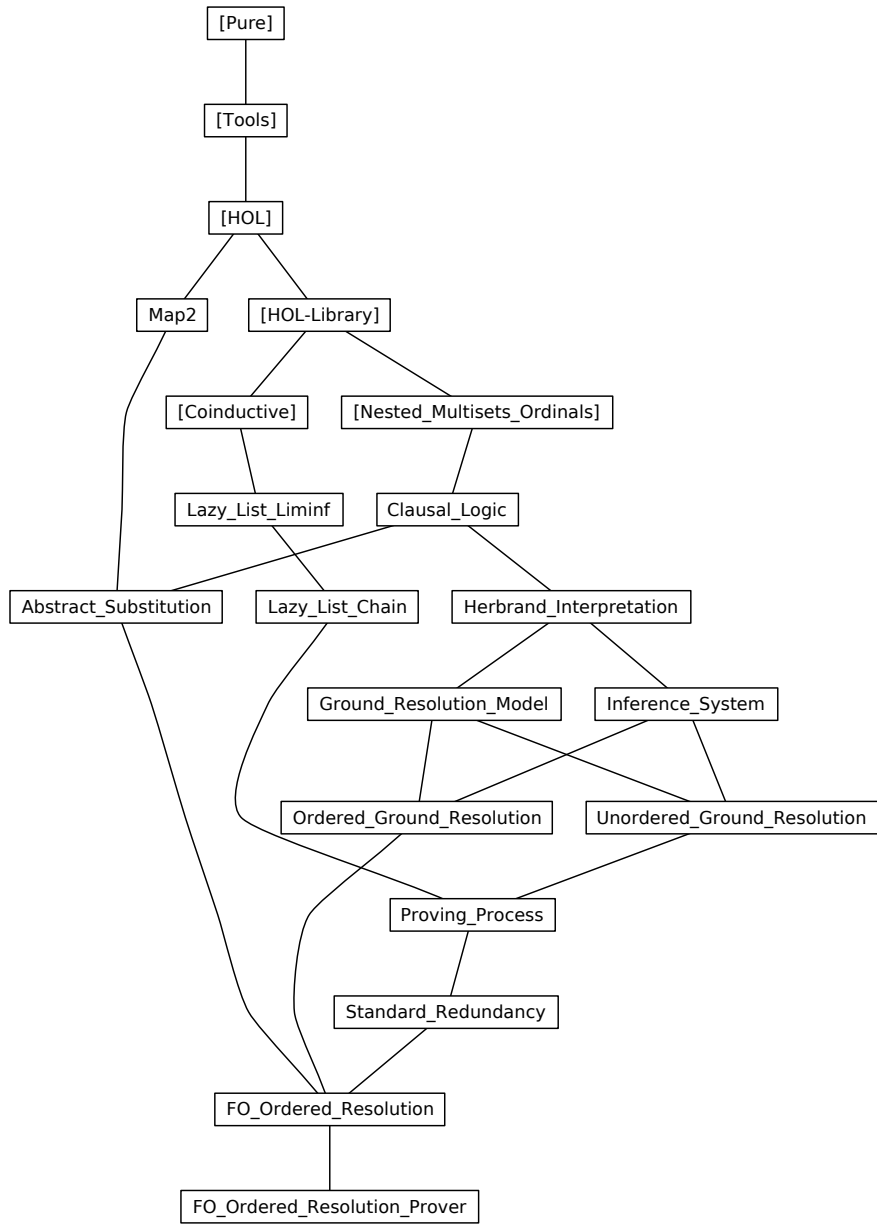 [Pure]
[Tools]
[HOL]
Map2
[HOL-Library]
[Coinductive]
[Nested_Multisets_Ordinals]
Lazy_List_Liminf
Clausal_Logic
Abstract_Substitution
Lazy_List_Chain
Herbrand_Interpretation
Ground_Resolution_Model
Inference_System
Ordered_Ground_Resolution
Unordered_Ground_Resolution
Proving_Process
Standard_Redundancy
FO_Ordered_Resolution
FO_Ordered_Resolution_Prover